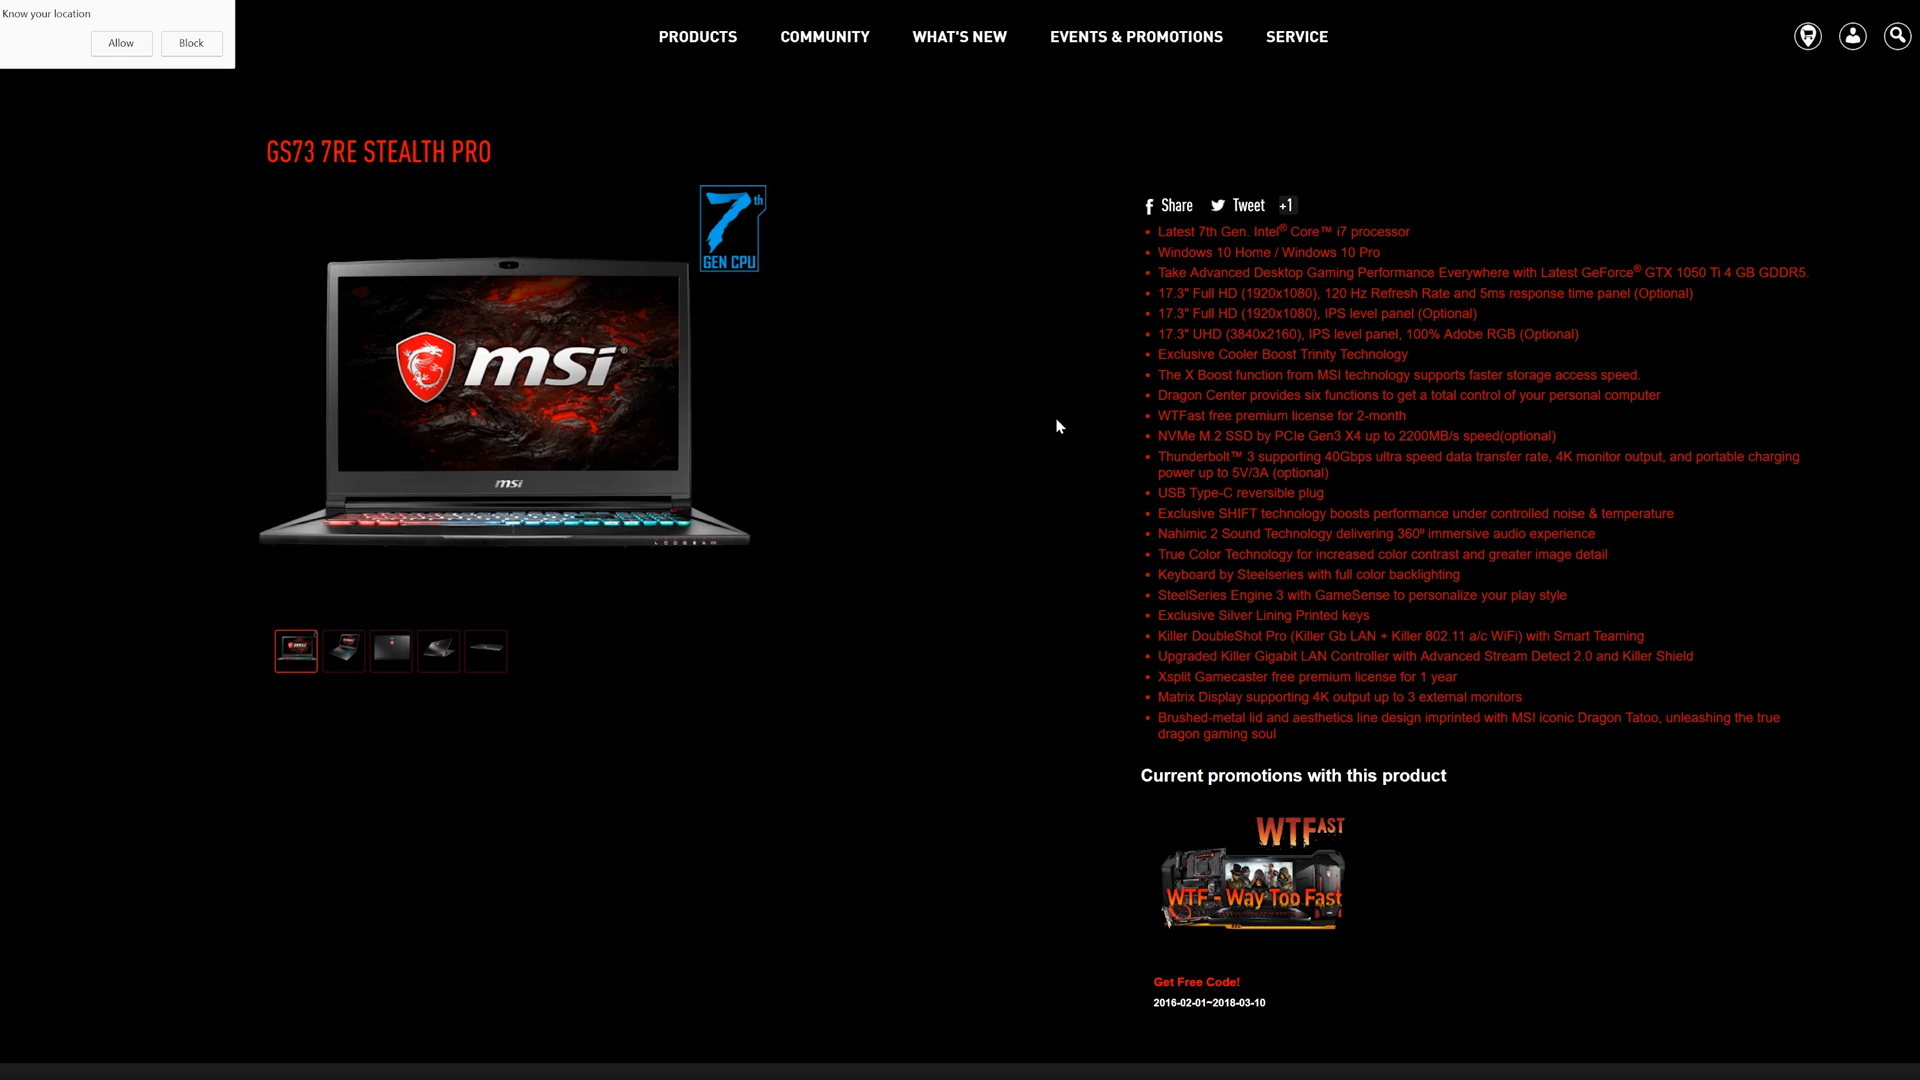 Know your location
Allow
Block
PRODUCTS
COMMUNITY
WHAT'S NEW
EVENTS & PROMOTIONS
SERVICE
GS73 7RE STEALTH PRO
7th
GEN CPU
msi
msi
Share
Tweet
+1
Latest 7th Gen. Intel® Core™ i7 processor
Windows 10 Home / Windows 10 Pro
Take Advanced Desktop Gaming Performance Everywhere with Latest GeForce® GTX 1050 Ti 4 GB GDDR5.
17.3" Full HD (1920x1080), 120 Hz Refresh Rate and 5ms response time panel (Optional)
17.3" Full HD (1920x1080), IPS level panel (Optional)
17.3" UHD (3840x2160), IPS level panel, 100% Adobe RGB (Optional)
Exclusive Cooler Boost Trinity Technology
The X Boost function from MSI technology supports faster storage access speed.
Dragon Center provides six functions to get a total control of your personal computer
WTFast free premium license for 2-month
NVMe M.2 SSD by PCIe Gen3 X4 up to 2200MB/s speed(optional)
Thunderbolt™ 3 supporting 40Gbps ultra speed data transfer rate, 4K monitor output, and portable charging
power up to 5V/3A (optional)
USB Type-C reversible plug
Exclusive SHIFT technology boosts performance under controlled noise & temperature
Nahimic 2 Sound Technology delivering 360º immersive audio experience
True Color Technology for increased color contrast and greater image detail
Keyboard by Steelseries with full color backlighting
SteelSeries Engine 3 with GameSense to personalize your play style
Exclusive Silver Lining Printed keys
Killer DoubleShot Pro (Killer Gb LAN + Killer 802.11 a/c WiFi) with Smart Teaming
Upgraded Killer Gigabit LAN Controller with Advanced Stream Detect 2.0 and Killer Shield
Xsplit Gamecaster free premium license for 1 year
Matrix Display supporting 4K output up to 3 external monitors
Brushed-metal lid and aesthetics line design imprinted with MSI iconic Dragon Tatoo, unleashing the true
dragon gaming soul
Current promotions with this product
WTFAST
WTF - Way Too Fast
Get Free Code!
2016-02-01~2018-03-10